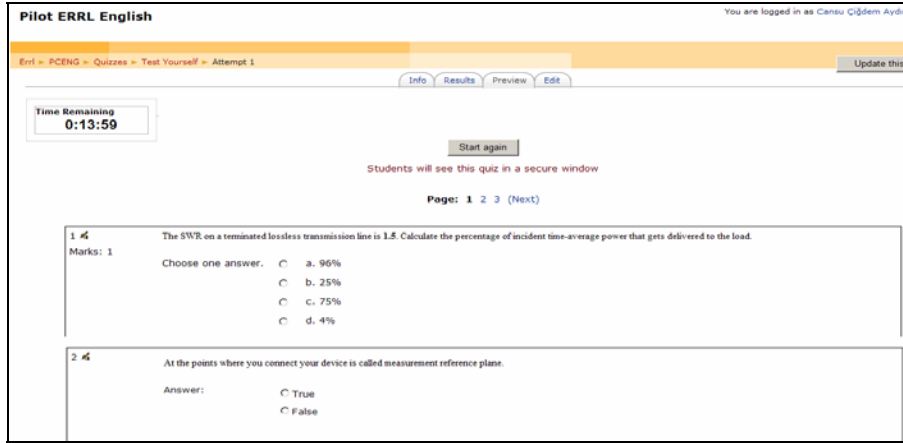 Pilot ERRL English
You are logged in as Cansu Çiğdem Aydı
Errl ► PCENG ► Quizzes ► Test Yourself ► Attempt 1
Update this
Info Results Preview Edit
Time Remaining
0:13:59
Start again
Students will see this quiz in a secure window
Page: 1 2 3 (Next)
1
Marks: 1
The SWR on a terminated lossless transmission line is 1.5. Calculate the percentage of incident time-average power that gets delivered to the load.
Choose one answer.
a. 96%
b. 25%
c. 75%
d. 4%
2
At the points where you connect your device is called measurement reference plane.
Answer:
True
False